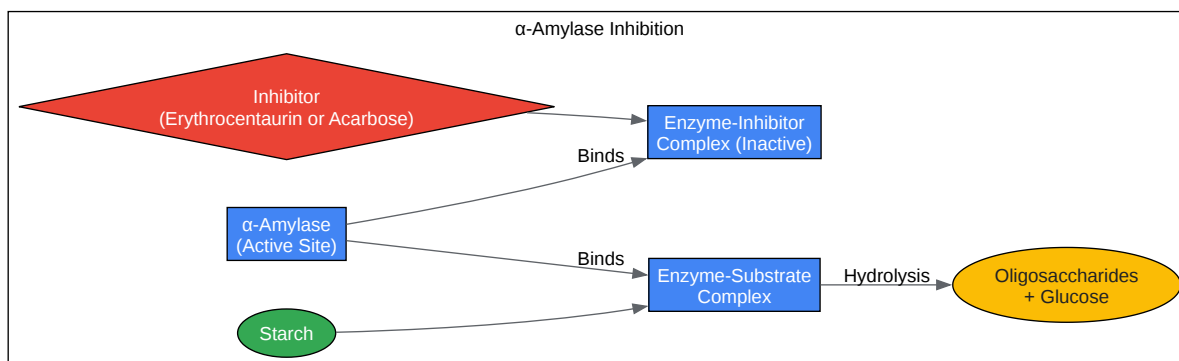 α-Amylase Inhibition
Inhibitor
(Erythrocentaurin or Acarbose)
Enzyme-Inhibitor
Complex (Inactive)
Binds
α-Amylase
(Active Site)
Binds
Enzyme-Substrate
Complex
Hydrolysis
Oligosaccharides
+ Glucose
Starch